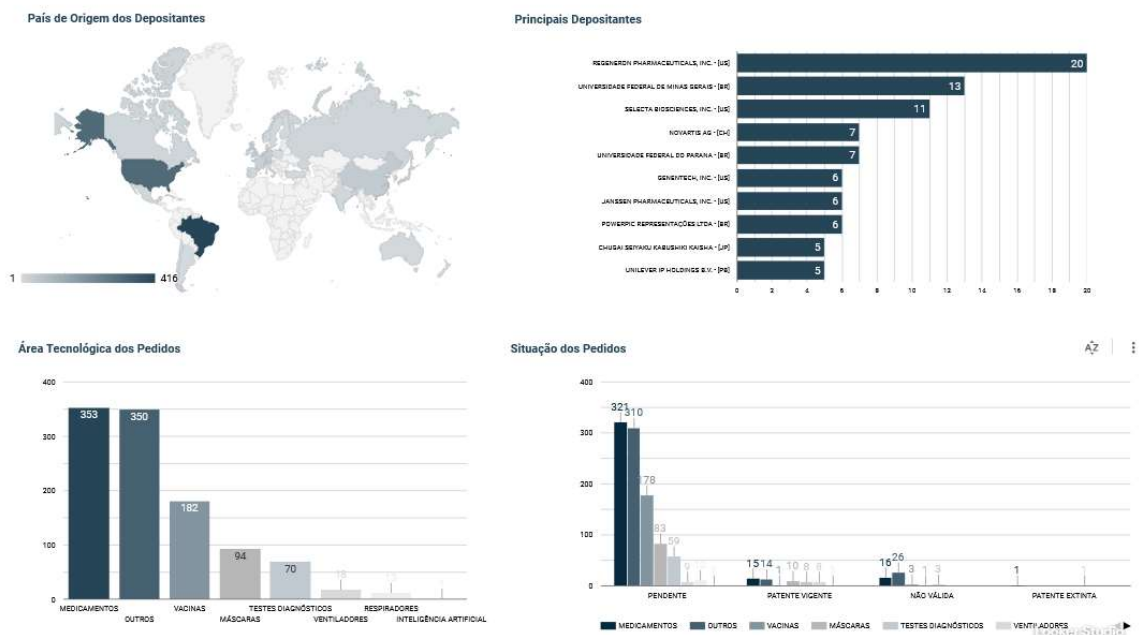 País de Origem dos Depositantes
1
416
Principais Depositantes
REGENERON PHARMACEUTICALS, INC. - [US]
20
UNIVERSIDADE FEDERAL DE MINAS GERAIS - [BR]
13
SELECTA BIOSCIENCES, INC. - [US]
11
NOVARTIS AG - [CH]
7
UNIVERSIDADE FEDERAL DO PARANA - [BR]
7
GENENTECH, INC. - [US]
6
JANSSEN PHARMACEUTICALS, INC. - [US]
6
POWERPIC REPRESENTAÇÕES LTDA - [BR]
6
CHUGAI SEIYAKU KABUSHIKI KAISHA - [JP]
5
UNILEVER IP HOLDINGS B.V. - [PB]
5
0 2 4 6 8 10 12 14 16 18 20
Área Tecnológica dos Pedidos
400
300
200
100
0
353 350 182 94 70 18
MEDICAMENTOS VACINAS TESTES DIAGNÓSTICOS RESPIRADORES
OUTROS MÁSCARAS VENTILADORES INTELIGÊNCIA ARTIFICIAL
Situação dos Pedidos
AZ
400
300
200
100
0
321 310 178 83 59 9
15 14 1 10 8 8
16 26 3 1 3
1 1
PENDENTE PATENTE VIGENTE NÃO VÁLIDA PATENTE EXTINTA
MEDICAMENTOS OUTROS VACINAS MÁSCARAS TESTES DIAGNÓSTICOS VENTILADORES